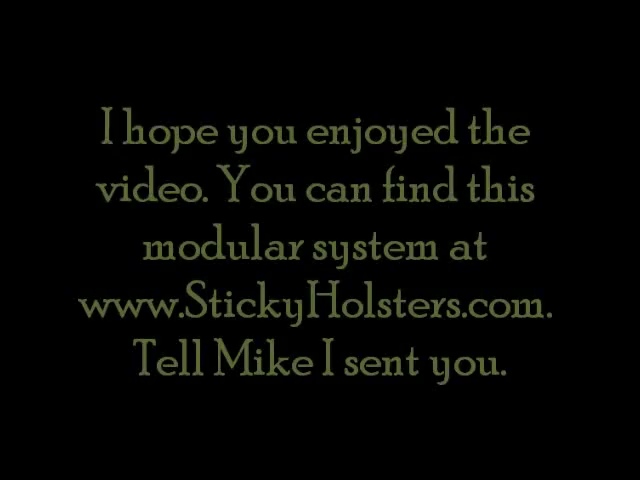 I hope you enjoyed the
video. You can find this
modular system at
www.StickyHolsters.com.
Tell Mike I sent you.